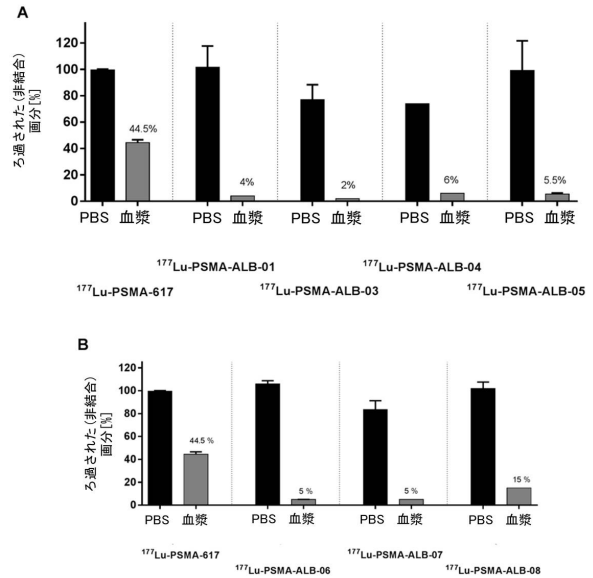 A
ろ過された(非結合)
画分[%]
120
100
80
60
40
20
0
44.5%
4%
2%
6%
5.5%
PBS 血漿 PBS 血漿 PBS 血漿 PBS 血漿 PBS 血漿
¹⁷⁷Lu-PSMA-ALB-01 ¹⁷⁷Lu-PSMA-ALB-04
¹⁷⁷Lu-PSMA-617 ¹⁷⁷Lu-PSMA-ALB-03 ¹⁷⁷Lu-PSMA-ALB-05
B
ろ過された(非結合)
画分[%]
120
100
80
60
40
20
0
44.5 %
5 %
5 %
15 %
PBS 血漿 PBS 血漿 PBS 血漿 PBS 血漿
¹⁷⁷Lu-PSMA-617 ¹⁷⁷Lu-PSMA-ALB-07
¹⁷⁷Lu-PSMA-ALB-06 ¹⁷⁷Lu-PSMA-ALB-08